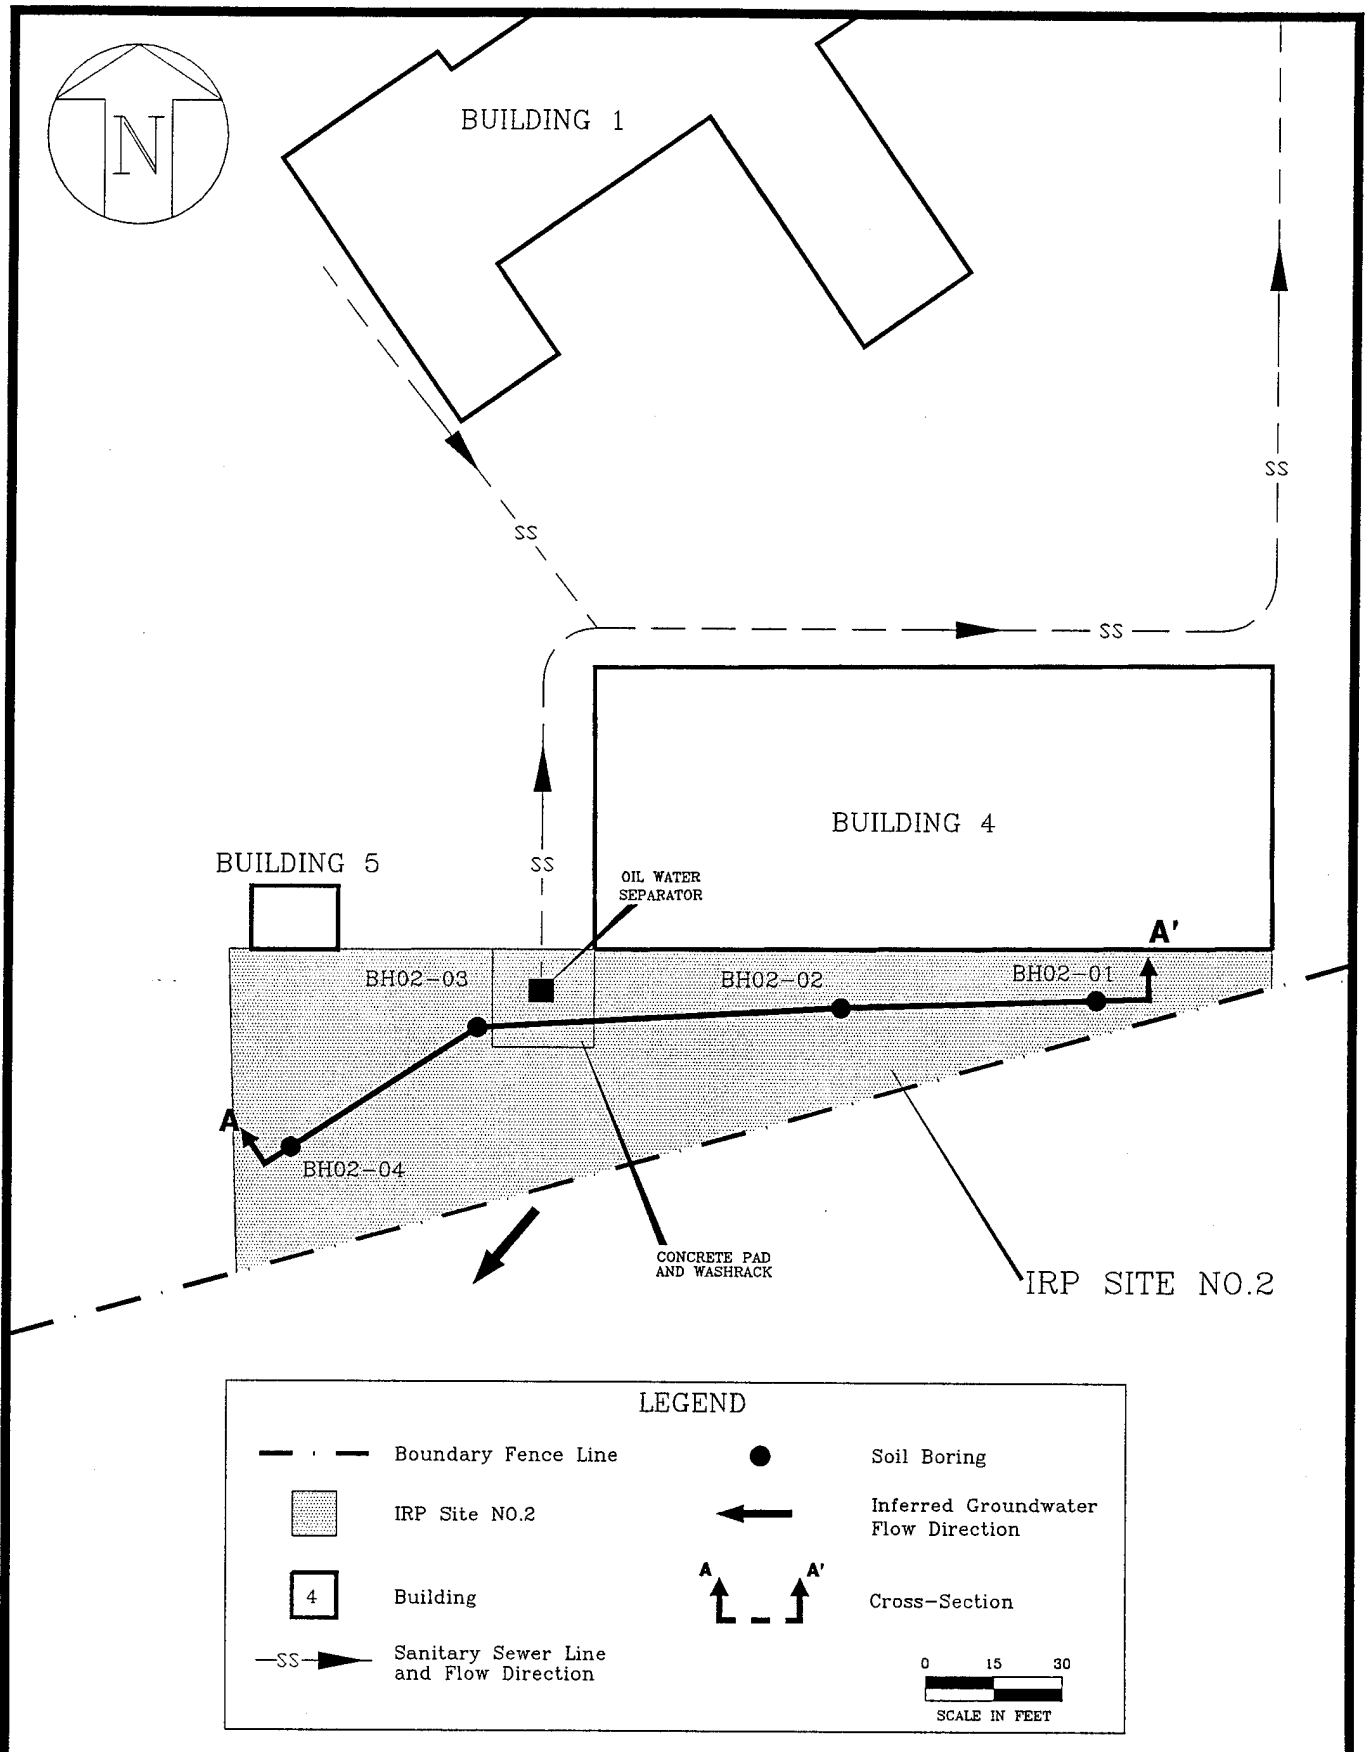 N
BUILDING 1
SS
SS
SS
BUILDING 4
BUILDING 5
SS
OIL WATER
SEPARATOR
A'
BH02-03
BH02-02
BH02-01
A
BH02-04
CONCRETE PAD
AND WASHRACK
IRP SITE NO.2
LEGEND
Boundary Fence Line
Soil Boring
IRP Site NO.2
Inferred Groundwater
Flow Direction
4
Building
A
A'
Cross-Section
SS
Sanitary Sewer Line
and Flow Direction
0 15 30
SCALE IN FEET